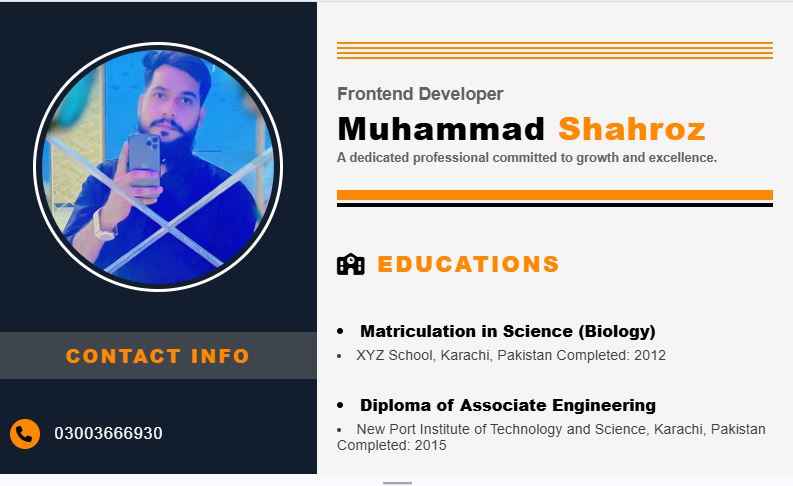 Frontend Developer
Muhammad Shahroz
A dedicated professional committed to growth and excellence.
EDUCATIONS
• Matriculation in Science (Biology)
• XYZ School, Karachi, Pakistan Completed: 2012
• Diploma of Associate Engineering
• New Port Institute of Technology and Science, Karachi, Pakistan
Completed: 2015
CONTACT INFO
03003666930